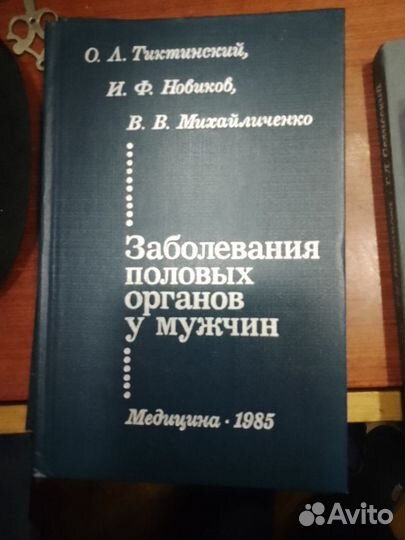 О. Л. Тиктинский,
И. Ф. Новиков,
В. В. Михайличенко
Заболевания
половых
органов
у мужчин
Медицина · 1985
Avito